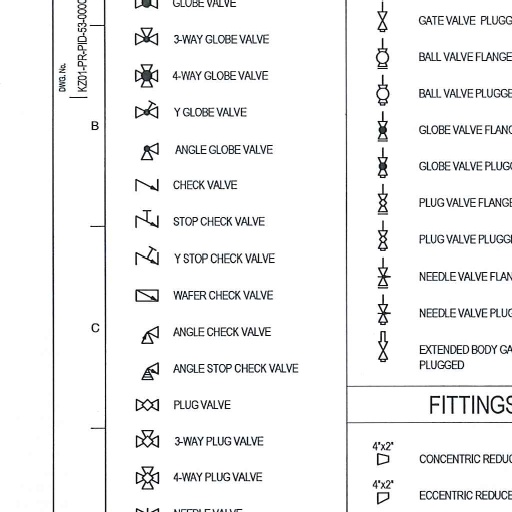 DWG. No.
KZ01-PR-PID-53-000
B
C
GLOBE VALVE
3-WAY GLOBE VALVE
4-WAY GLOBE VALVE
Y GLOBE VALVE
ANGLE GLOBE VALVE
CHECK VALVE
STOP CHECK VALVE
Y STOP CHECK VALVE
WAFER CHECK VALVE
ANGLE CHECK VALVE
ANGLE STOP CHECK VALVE
PLUG VALVE
3-WAY PLUG VALVE
4-WAY PLUG VALVE
NEEDLE VALVE
GATE VALVE PLUGG
BALL VALVE FLANGE
BALL VALVE PLUGGE
GLOBE VALVE FLANG
GLOBE VALVE PLUGG
PLUG VALVE FLANGE
PLUG VALVE PLUGG
NEEDLE VALVE FLAN
NEEDLE VALVE PLUG
EXTENDED BODY GA
PLUGGED
FITTINGS
4"x2"
CONCENTRIC REDUC
4"x2"
ECCENTRIC REDUCE